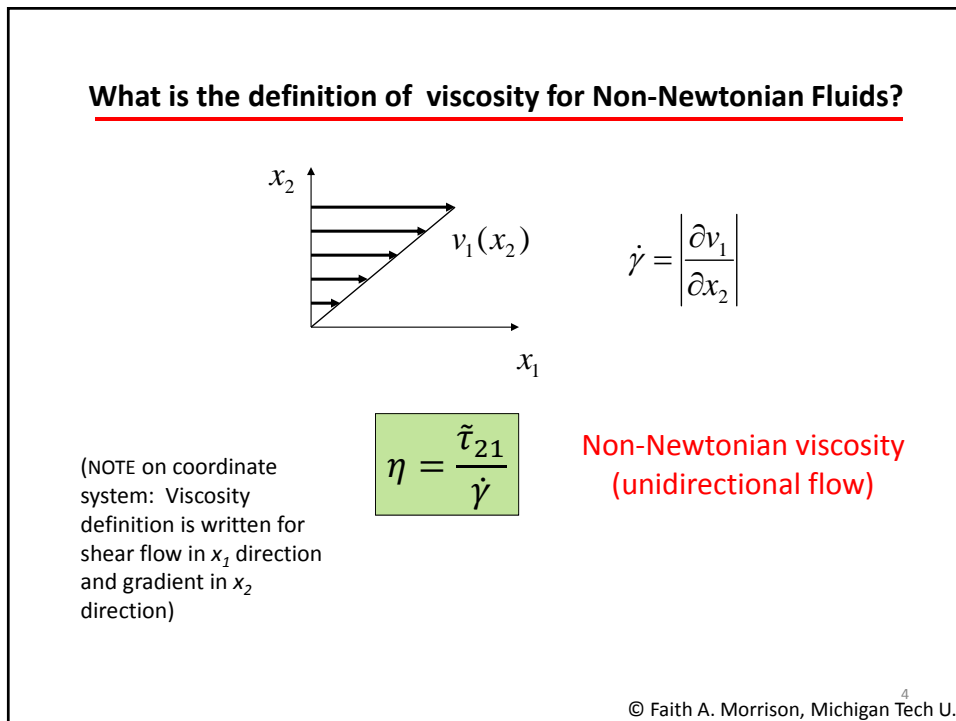 What is the definition of  viscosity for Non-Newtonian Fluids?
x₂
v₁(x₂)
γ̇ = |∂v₁/∂x₂|
x₁
η = τ̃₂₁/γ̇
Non-Newtonian viscosity
(unidirectional flow)
(NOTE on coordinate
system:  Viscosity
definition is written for
shear flow in x₁ direction
and gradient in x₂
direction)
4
© Faith A. Morrison, Michigan Tech U.